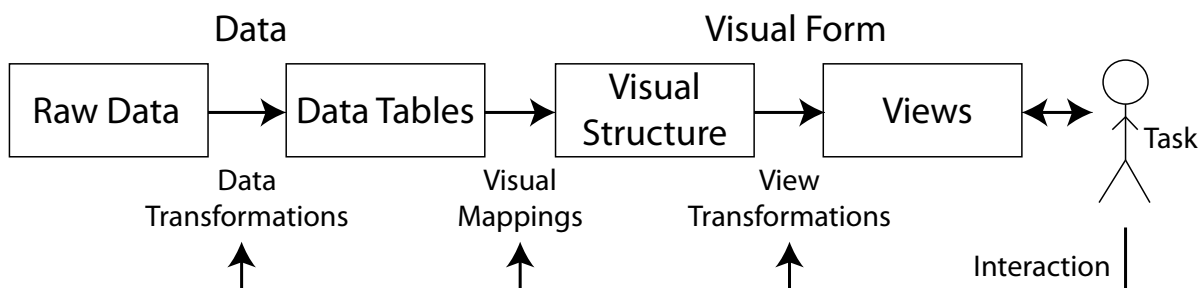 Data
Visual Form
Raw Data
Data Tables
Visual
Structure
Views
Task
Data
Transformations
Visual
Mappings
View
Transformations
Interaction